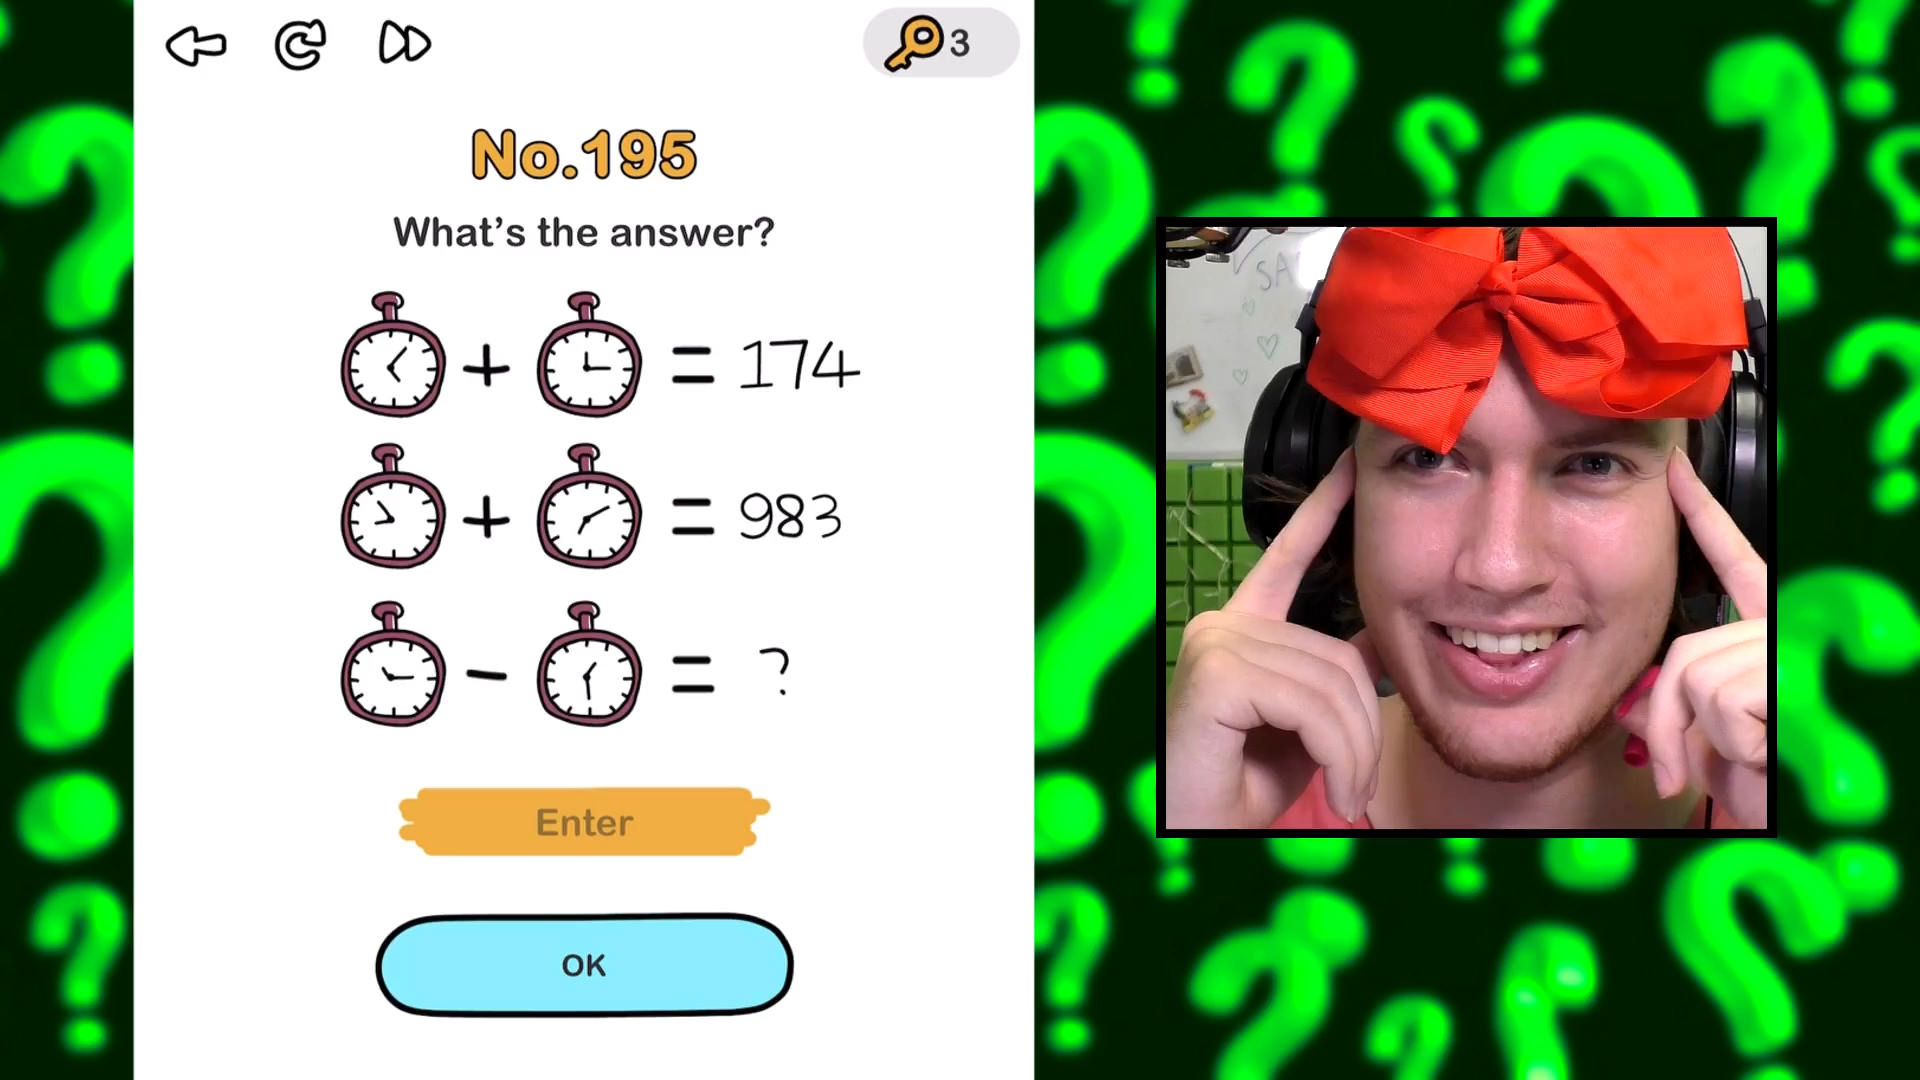 3
No.195
What's the answer?
+ = 174
+ = 983
- = ?
Enter
OK